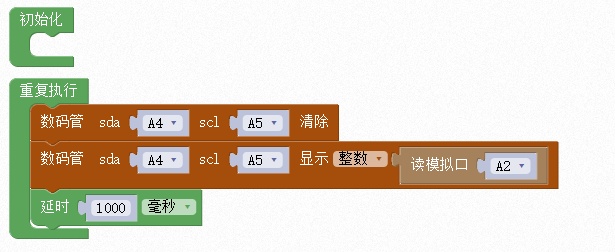 初始化
重复执行
数码管 sda A4 scl A5 清除
数码管 sda A4 scl A5 显示 整数 读模拟口 A2
延时 1000 毫秒